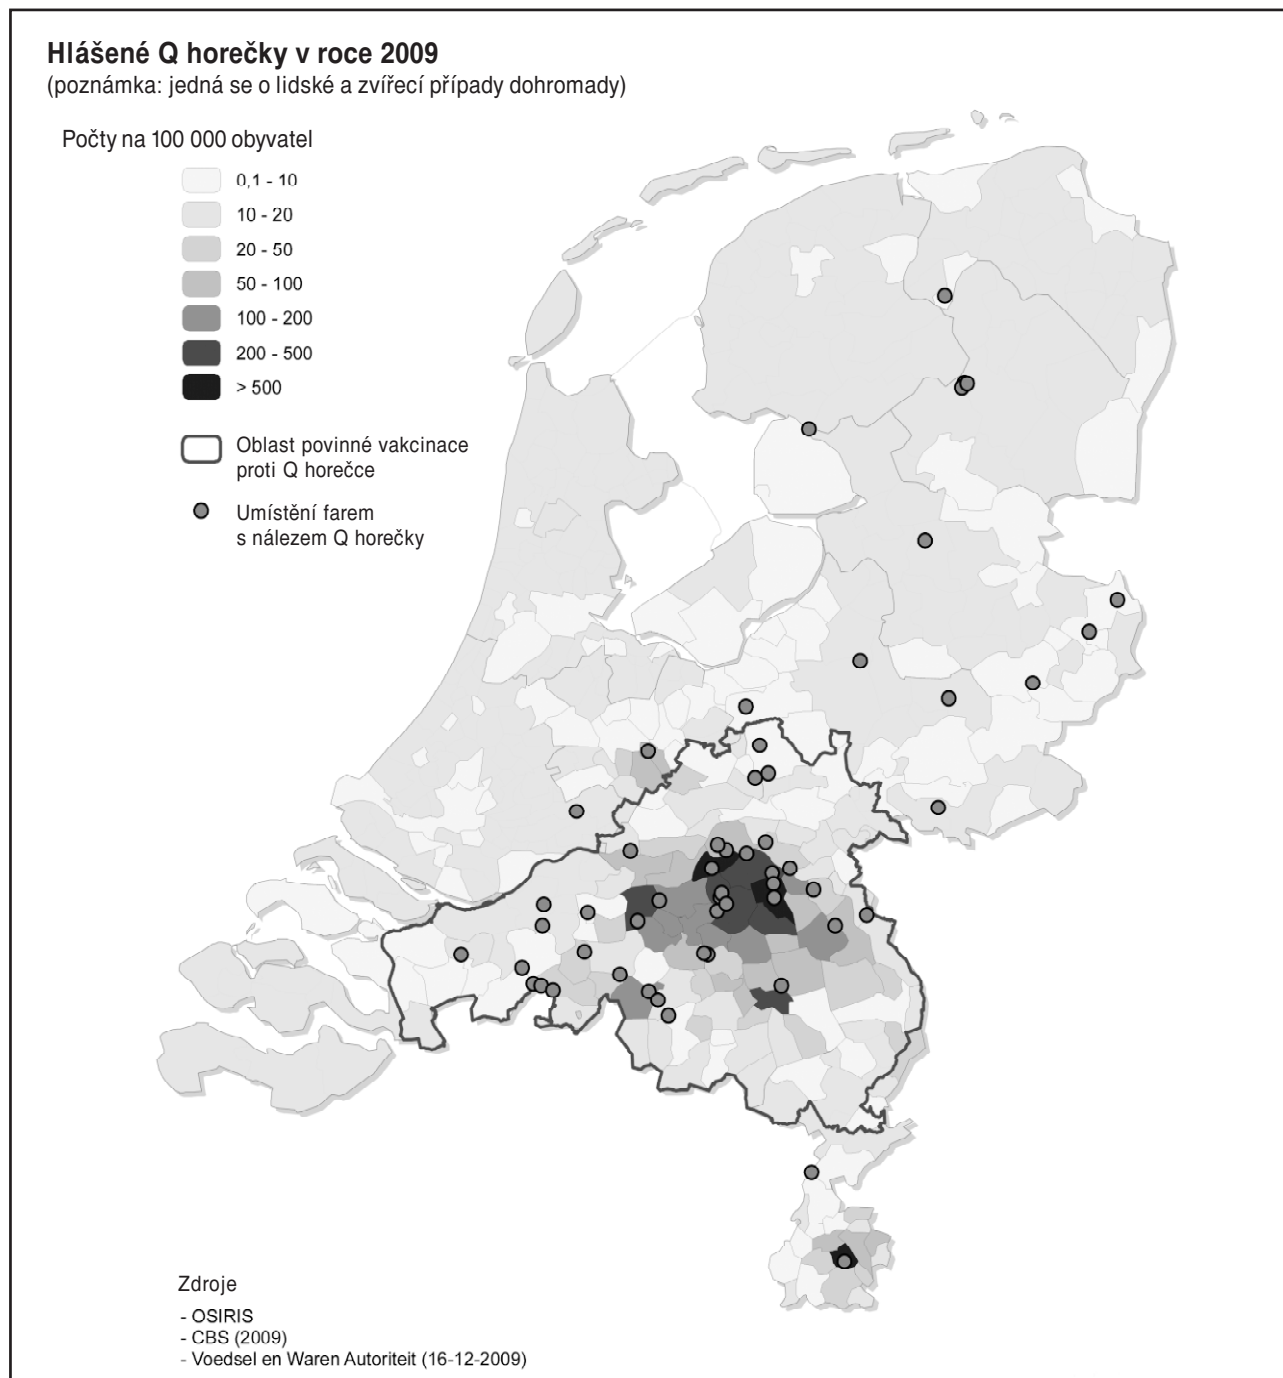 Hlášené Q horečky v roce 2009
(poznámka: jedná se o lidské a zvířecí případy dohromady)
Počty na 100 000 obyvatel
0,1 - 10
10 - 20
20 - 50
50 - 100
100 - 200
200 - 500
> 500
Oblast povinné vakcinace
proti Q horečce
Umístění farem
s nálezem Q horečky
Zdroje
- OSIRIS
- CBS (2009)
- Voedsel en Waren Autoriteit (16-12-2009)